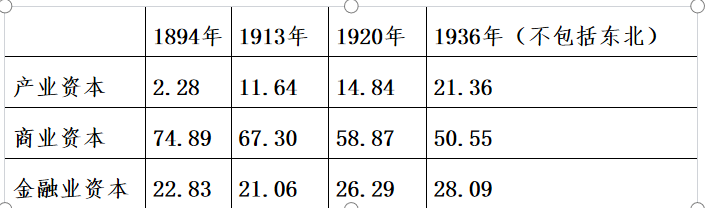 1894年 1913年 1920年 1936年（不包括东北）
产业资本 2.28 11.64 14.84 21.36
商业资本 74.89 67.30 58.87 50.55
金融业资本 22.83 21.06 26.29 28.09